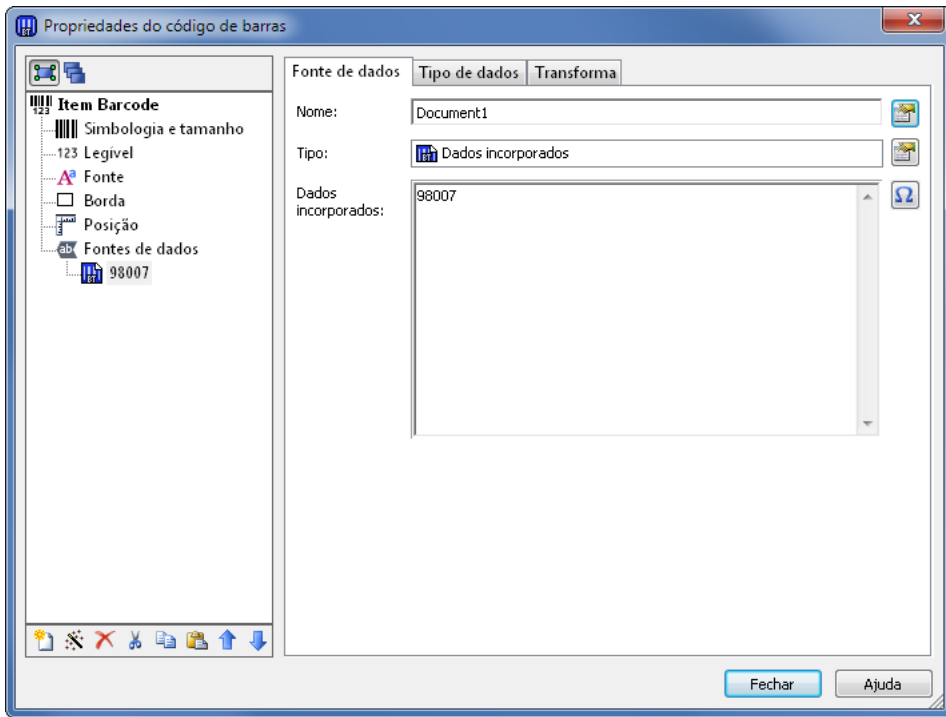 Propriedades do código de barras
Item Barcode
Simbologia e tamanho
123 Legível
Fonte
Borda
Posição
Fontes de dados
98007
Fonte de dados
Tipo de dados
Transforma
Nome:
Document1
Tipo:
Dados incorporados
Dados
incorporados:
98007
Fechar
Ajuda